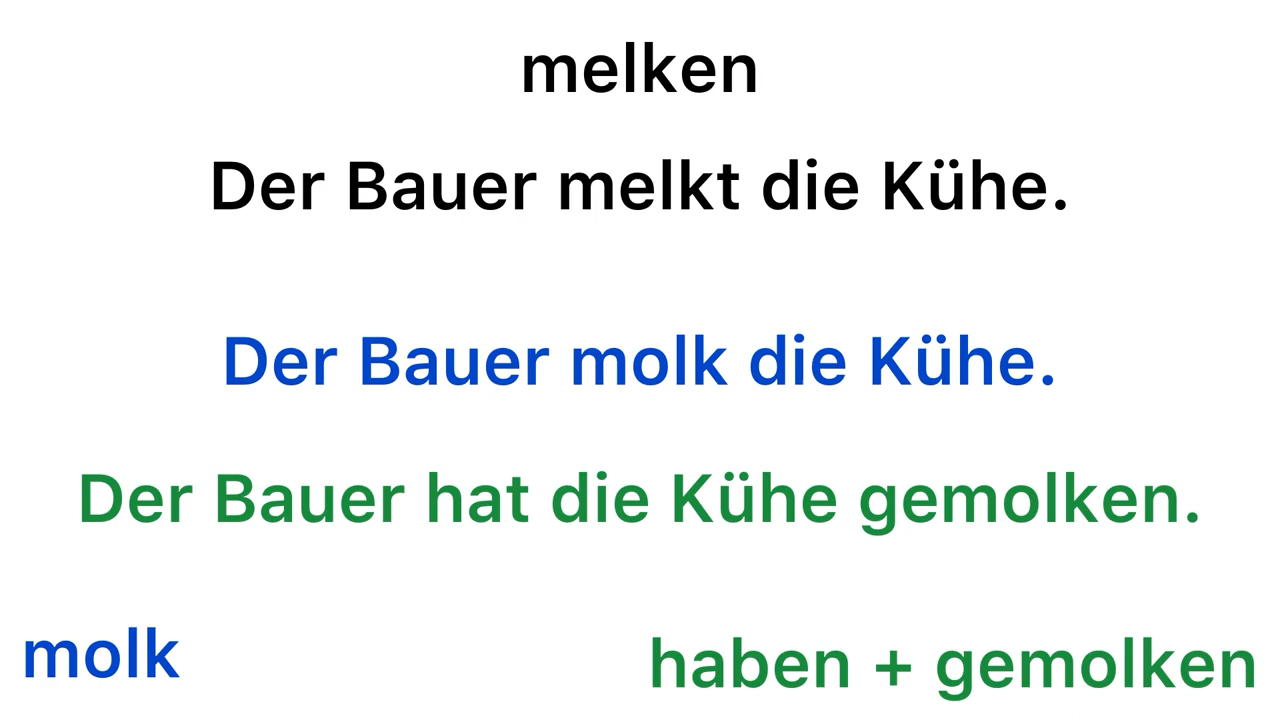 melken
Der Bauer melkt die Kühe.
Der Bauer molk die Kühe.
Der Bauer hat die Kühe gemolken.
molk
haben + gemolken